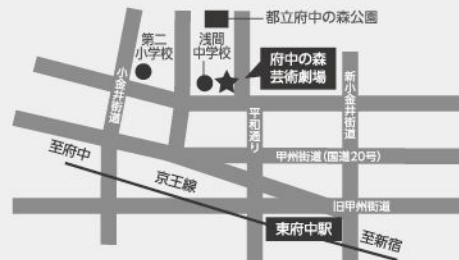 都立府中の森公園
第二
小学校
浅間
中学校
府中の森
芸術劇場
小金井街道
平和通り
新小金井街道
甲州街道(国道20号)
至府中
京王線
旧甲州街道
東府中駅
至新宿